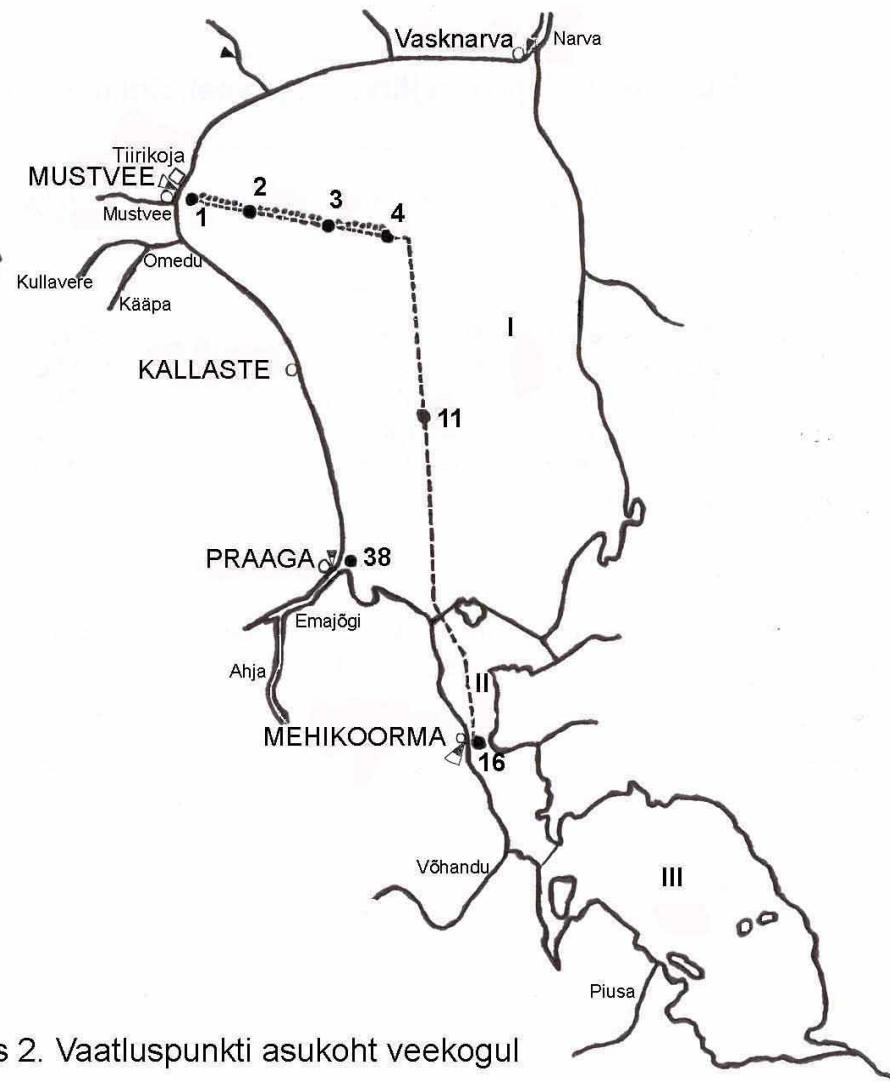 Vasknarva
Narva
Tiirikoja
MUSTVEE
Mustvee
1
2
3
4
Omedu
Kullavere
Kääpa
I
KALLASTE
11
PRAAGA
38
Emajõgi
Ahja
II
MEHIKOORMA
16
Võhandu
III
Piusa
s 2. Vaatluspunkti asukoht veekogul